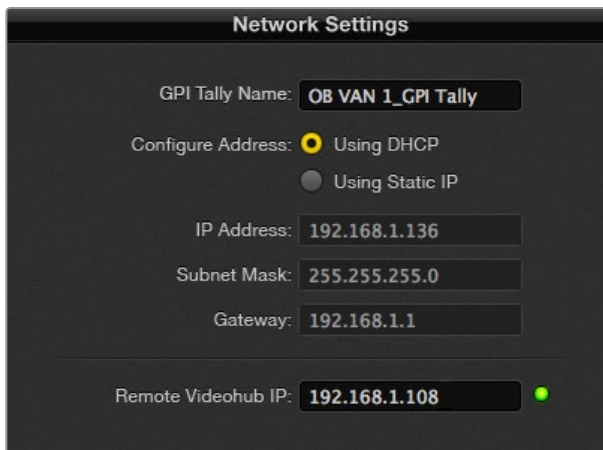 Network Settings
GPI Tally Name: OB VAN 1_GPI Tally
Configure Address: Using DHCP
Using Static IP
IP Address: 192.168.1.136
Subnet Mask: 255.255.255.0
Gateway: 192.168.1.1
Remote Videohub IP: 192.168.1.108